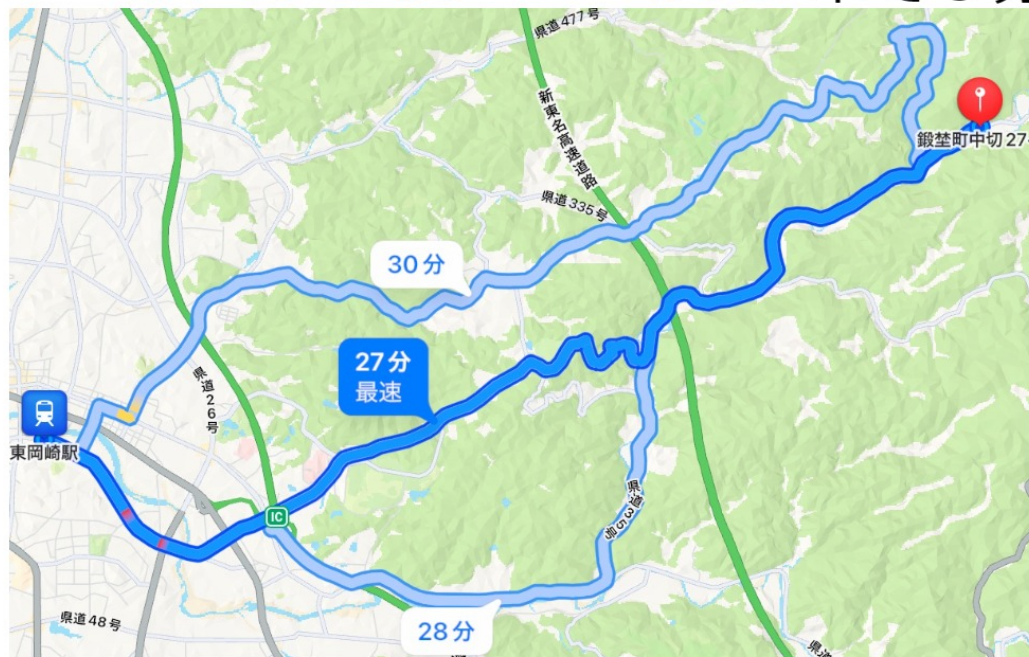 県道477号
新東名高速道路
鍛埜町中切 27
県道335号
30分
27分
最速
県道26号
東岡崎駅
IC
県道35号
県道48号
28分